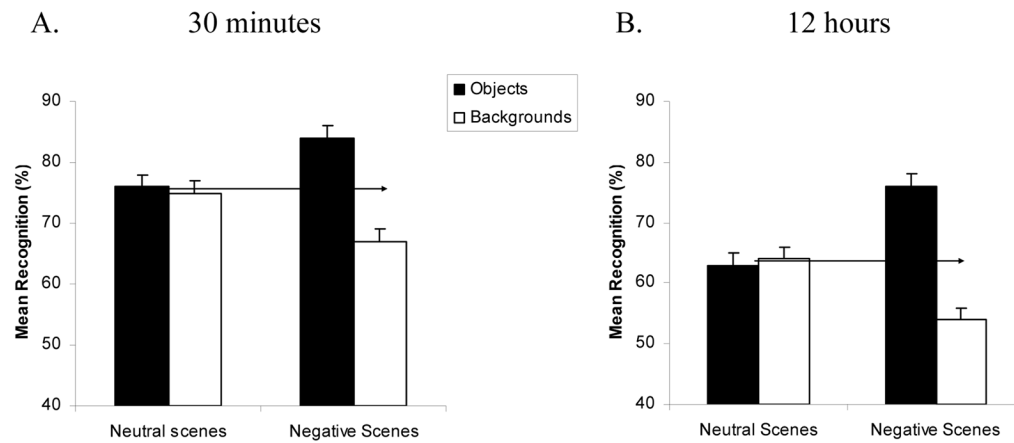 A. 30 minutes
B. 12 hours
Objects
Backgrounds
Mean Recognition (%)
90
80
70
60
50
40
Neutral scenes Negative Scenes
Mean Recognition (%)
90
80
70
60
50
40
Neutral Scenes Negative Scenes